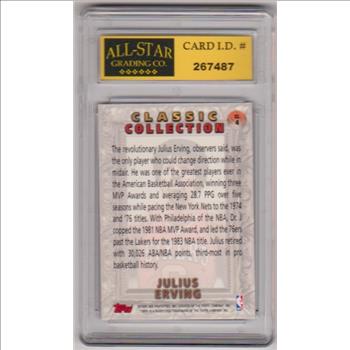 ALL-STAR
GRADING CO.
CARD I.D. #
267487
CLASSIC
COLLECTION
4
The revolutionary Julius Erving, observers said, was
the only player who could change direction while in
midair. He was one of the greatest players ever in
the American Basketball Association, winning three
MVP Awards and averaging 28.7 PPG over five
seasons while pacing the New York Nets to the 1974
and '76 titles. With Philadelphia of the NBA, Dr. J
copped the 1981 NBA MVP Award, and led the 76ers
past the Lakers for the 1983 NBA title. Julius retired
with 30,026 ABA/NBA points, third-most in pro
basketball history.
JULIUS
ERVING
Topps
NBA